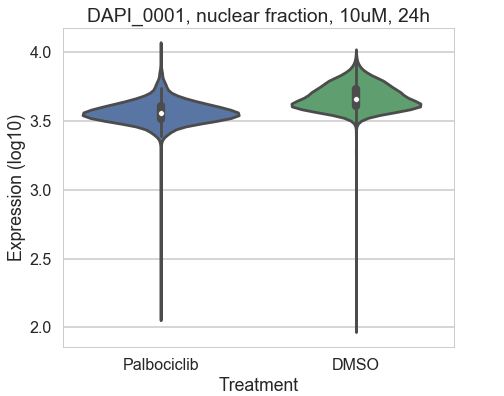 DAPI_0001, nuclear fraction, 10uM, 24h
Expression (log10)
4.0
3.5
3.0
2.5
2.0
Palbociclib DMSO
Treatment